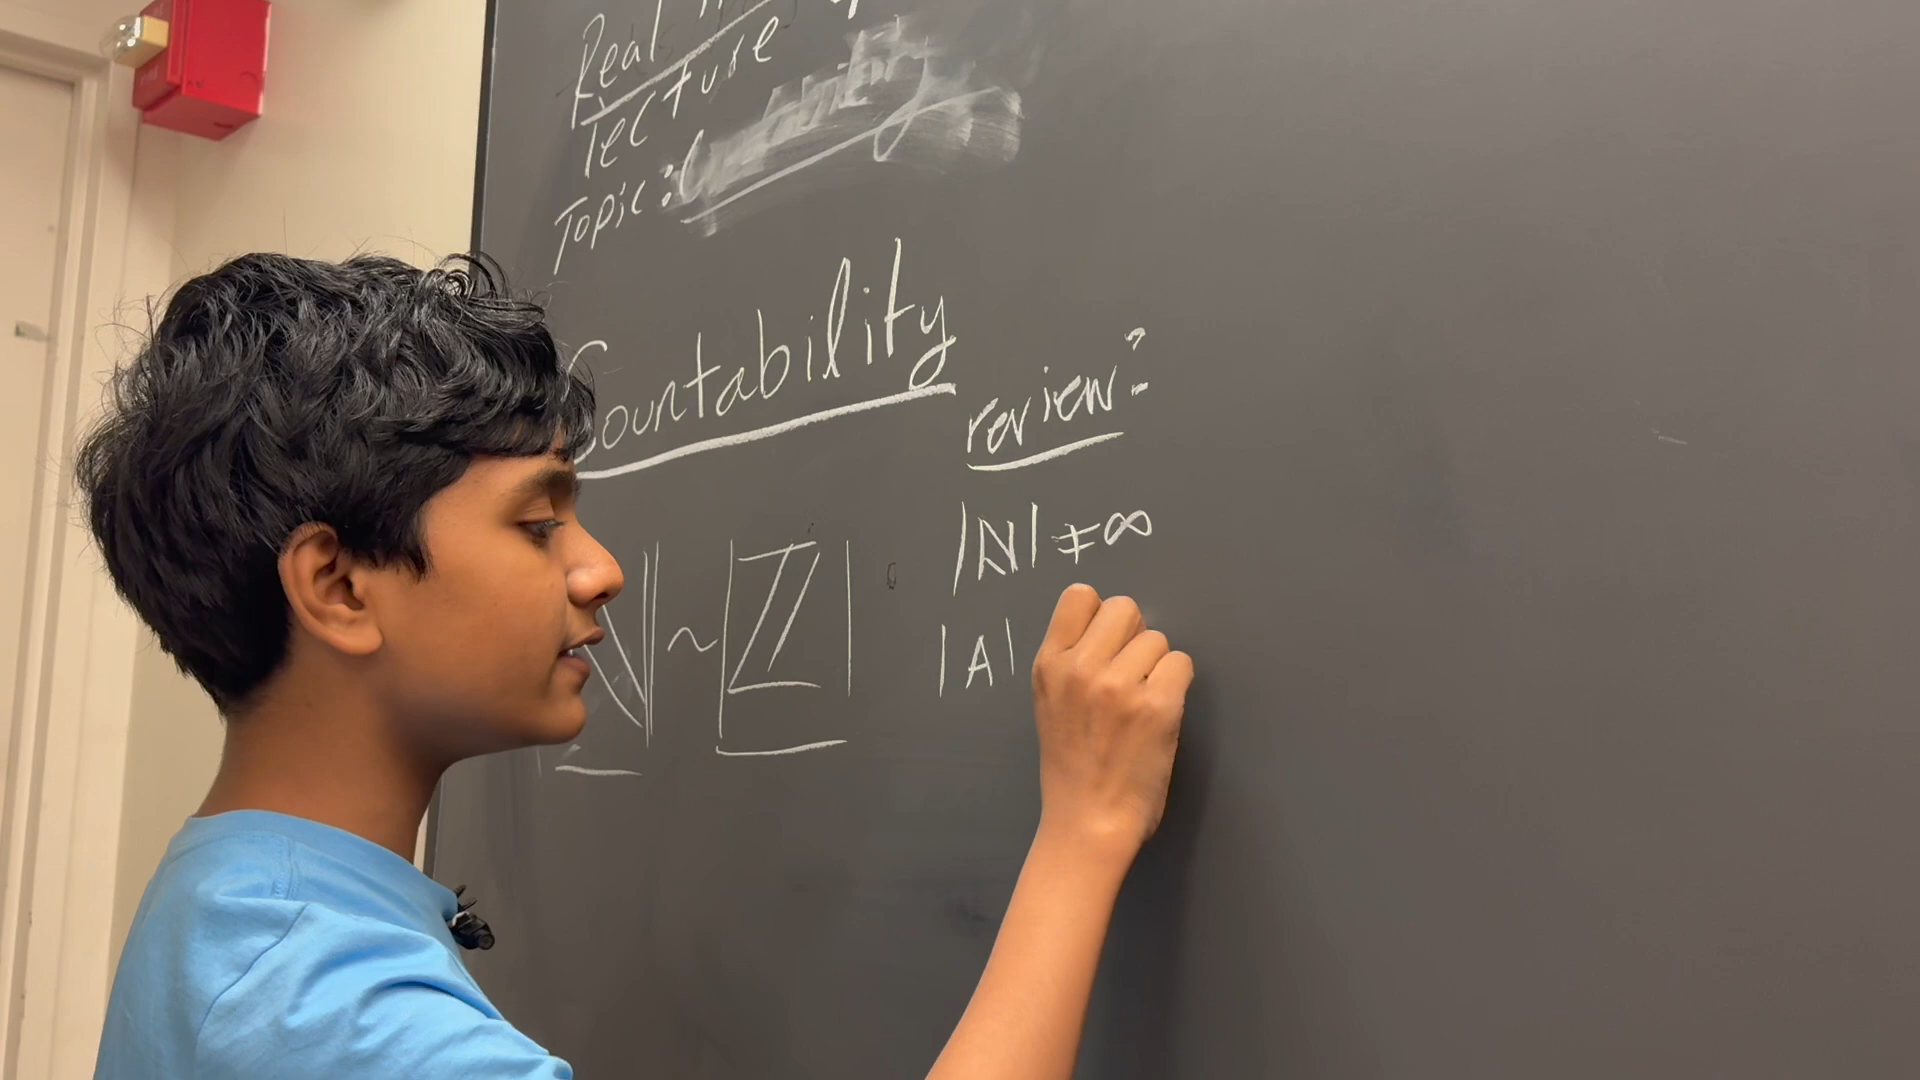 Real
Lecture
Topic:
Countability
review:
|ℕ| ≠ ∞
ℕ| ~ |ℤ|
|A|